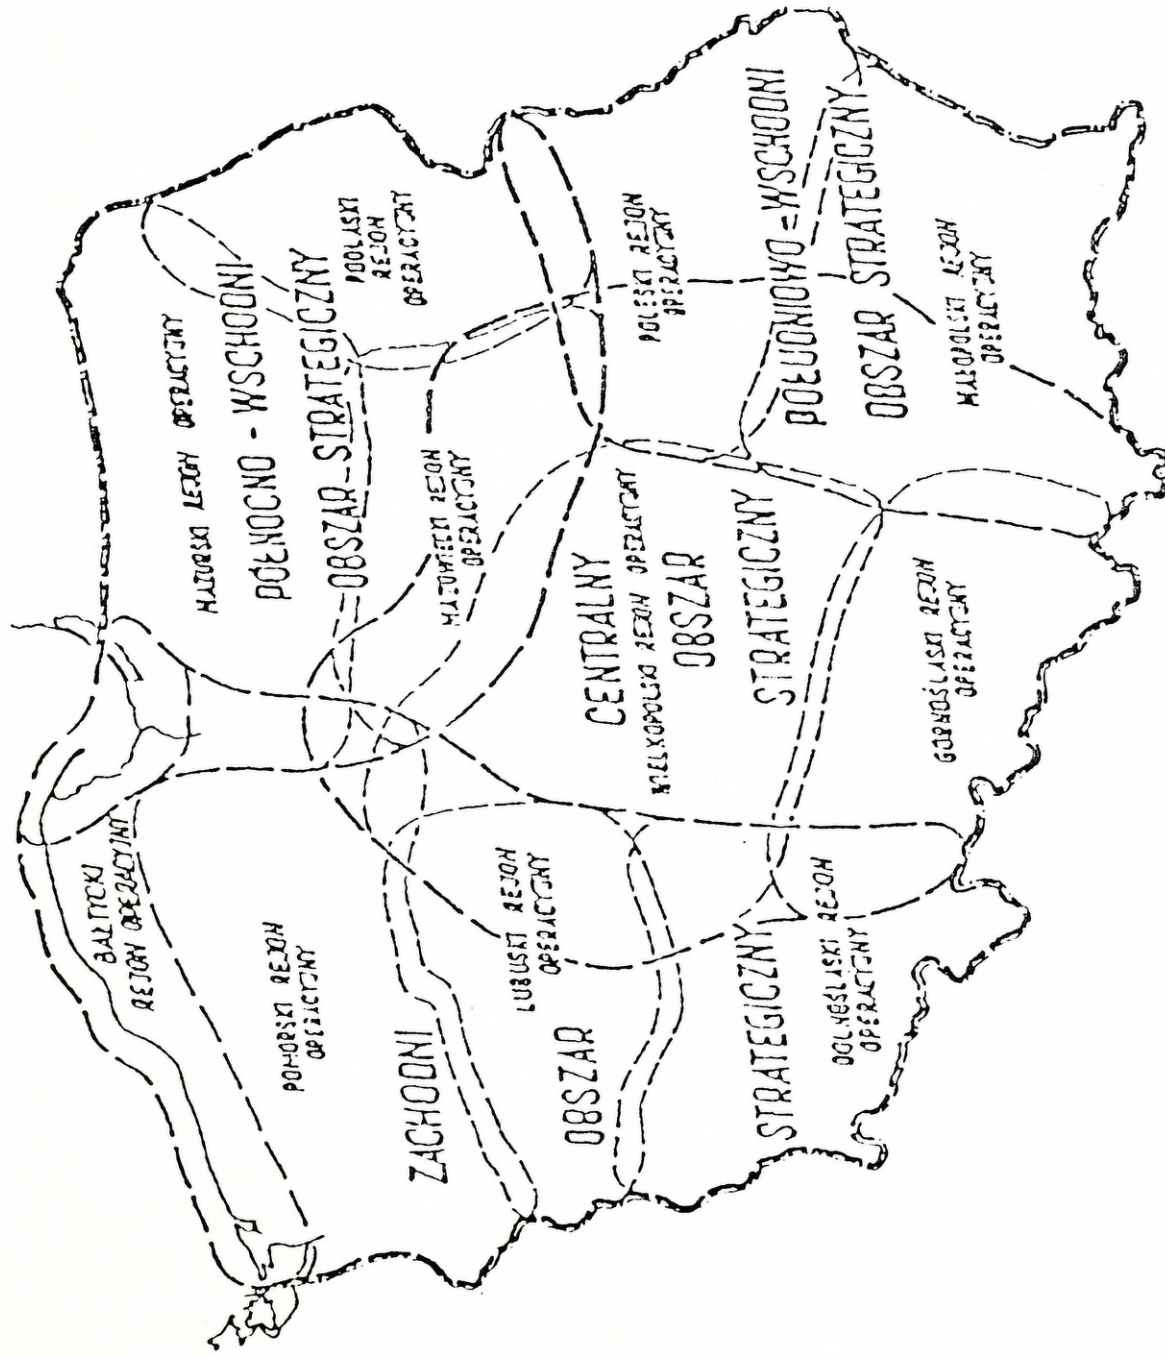 BAŁTYCKI
REJON OPERACYJNY
POMORSKI REJON
OPERACYJNY
ZACHODNI
OBSZAR
STRATEGICZNY
LUBUSKI REJON
OPERACYJNY
DOLNOŚLĄSKI REJON
OPERACYJNY
MAZURSKI REJON OPERACYJNY
PÓŁNOCNO - WSCHODNI
OBSZAR-STRATEGICZNY
PODLASKI
REJON
OPERACYJNY
MAZOWIECKI REJON
OPERACYJNY
CENTRALNY
WIELKOPOLSKI REJON OPERACYJNY
OBSZAR
STRATEGICZNY
GÓRNOŚLĄSKI REJON
OPERACYJNY
POLESKI REJON
OPERACYJNY
POŁUDNIOWO=WSCHODNI
OBSZAR STRATEGICZNY
MAŁOPOLSKI REJON
OPERACYJNY